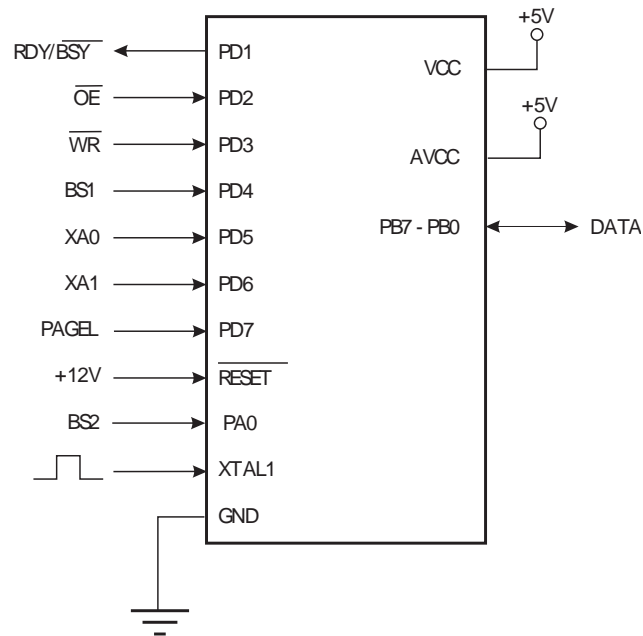 +5V
RDY/BSY PD1 VCC
OE PD2
+5V
WR PD3 AVCC
BS1 PD4
PB7 - PB0 DATA
XA0 PD5
XA1 PD6
PAGEL PD7
+12V RESET
BS2 PA0
XTAL1
GND